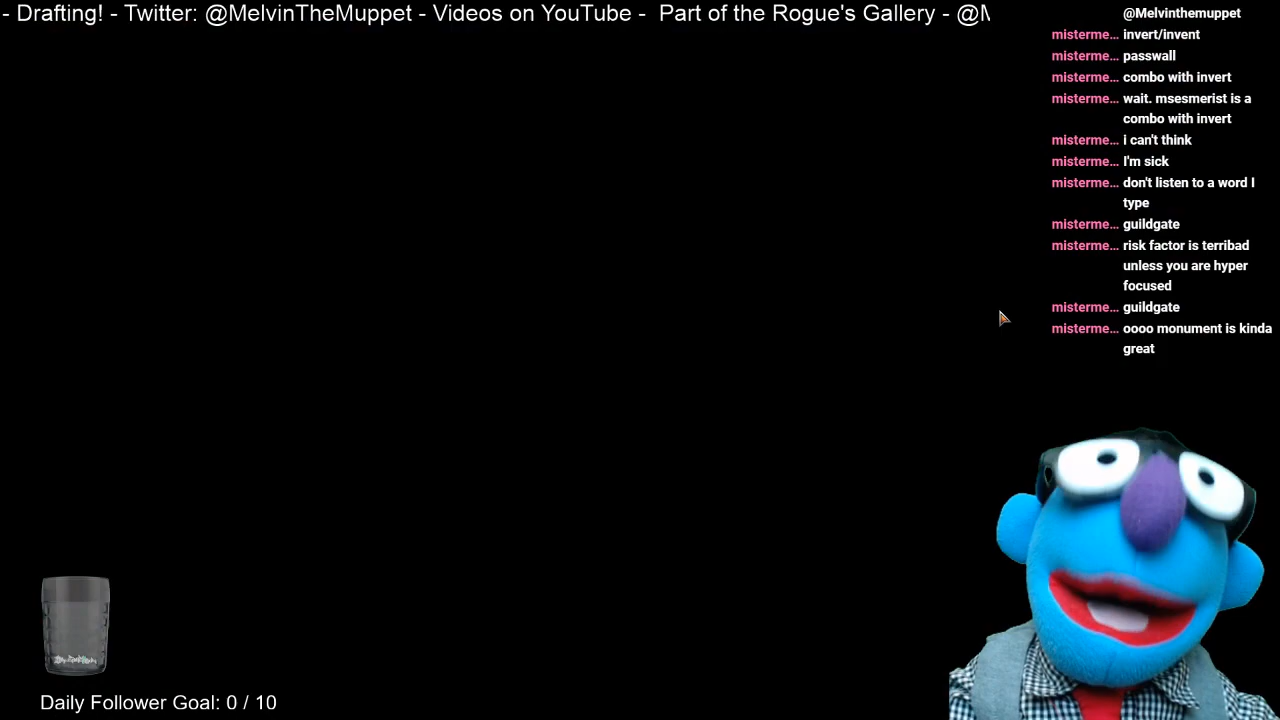 - Drafting! - Twitter: @MelvinTheMuppet - Videos on YouTube -  Part of the Rogue's Gallery - @M
@Melvinthemuppet
misterme... invert/invent
misterme... passwall
misterme... combo with invert
misterme... wait. msesmerist is a
combo with invert
misterme... i can't think
misterme... I'm sick
misterme... don't listen to a word I
type
misterme... guildgate
misterme... risk factor is terribad
unless you are hyper
focused
misterme... guildgate
misterme... oooo monument is kinda
great
Daily Follower Goal: 0 / 10